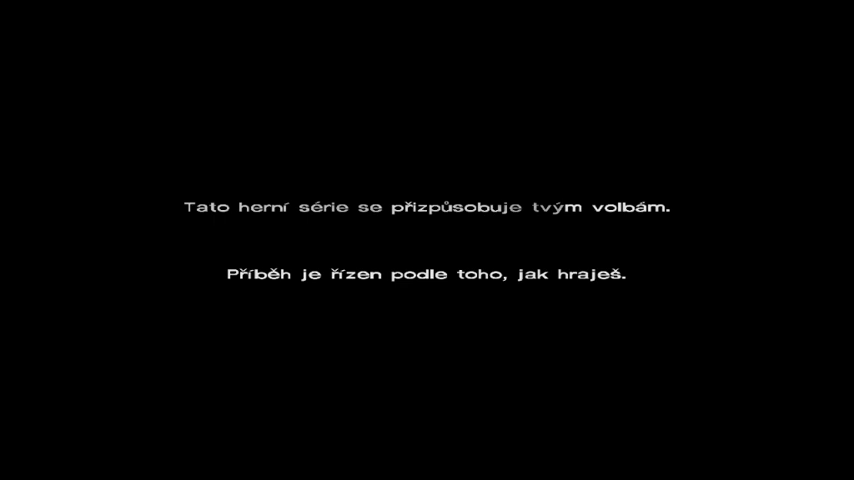 Tato herní série se přizpůsobuje tvým volbám.
Příběh je řízen podle toho, jak hraješ.